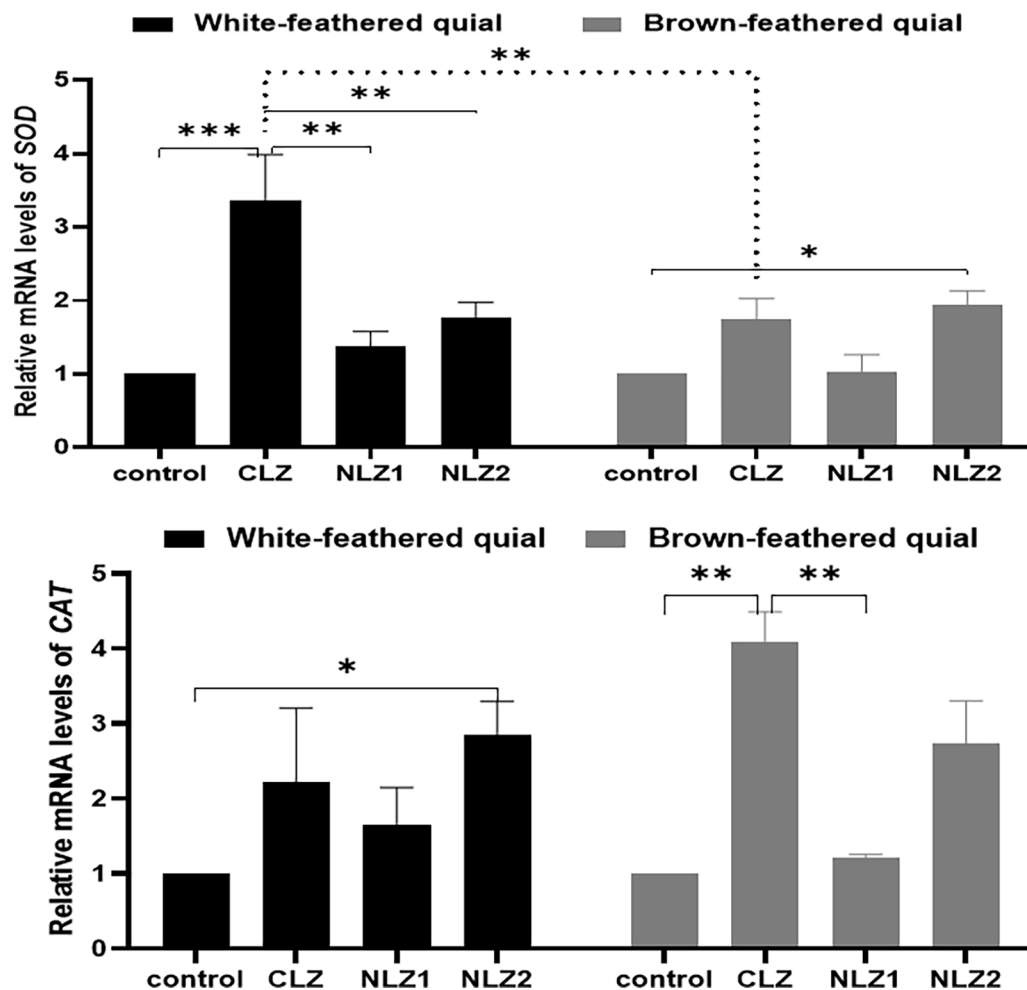 White-feathered quial Brown-feathered quial
Relative mRNA levels of SOD
5
4
3
2
1
0
*** ** ** ** *
control CLZ NLZ1 NLZ2 control CLZ NLZ1 NLZ2
White-feathered quial Brown-feathered quial
Relative mRNA levels of CAT
5
4
3
2
1
0
* ** **
control CLZ NLZ1 NLZ2 control CLZ NLZ1 NLZ2